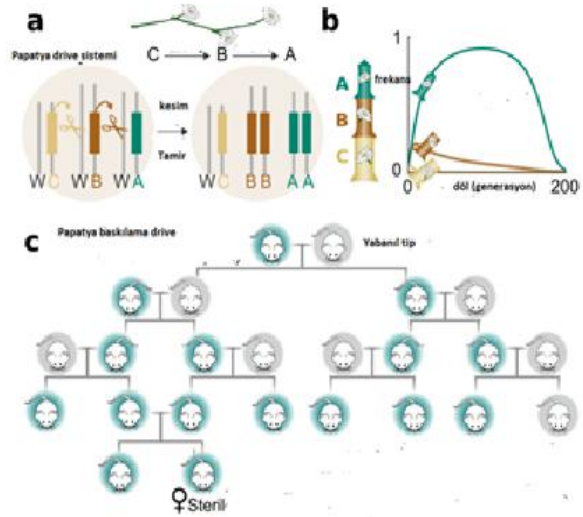 a
Papatya drive sistemi
C B A
kesim
Tamir
W C W B W A
W C B B A A
b
1
frekans
A
B
C
0
0
döl (generasyon)
200
c
Papatya baskılama drive
Yabanıl tip
♀Steril